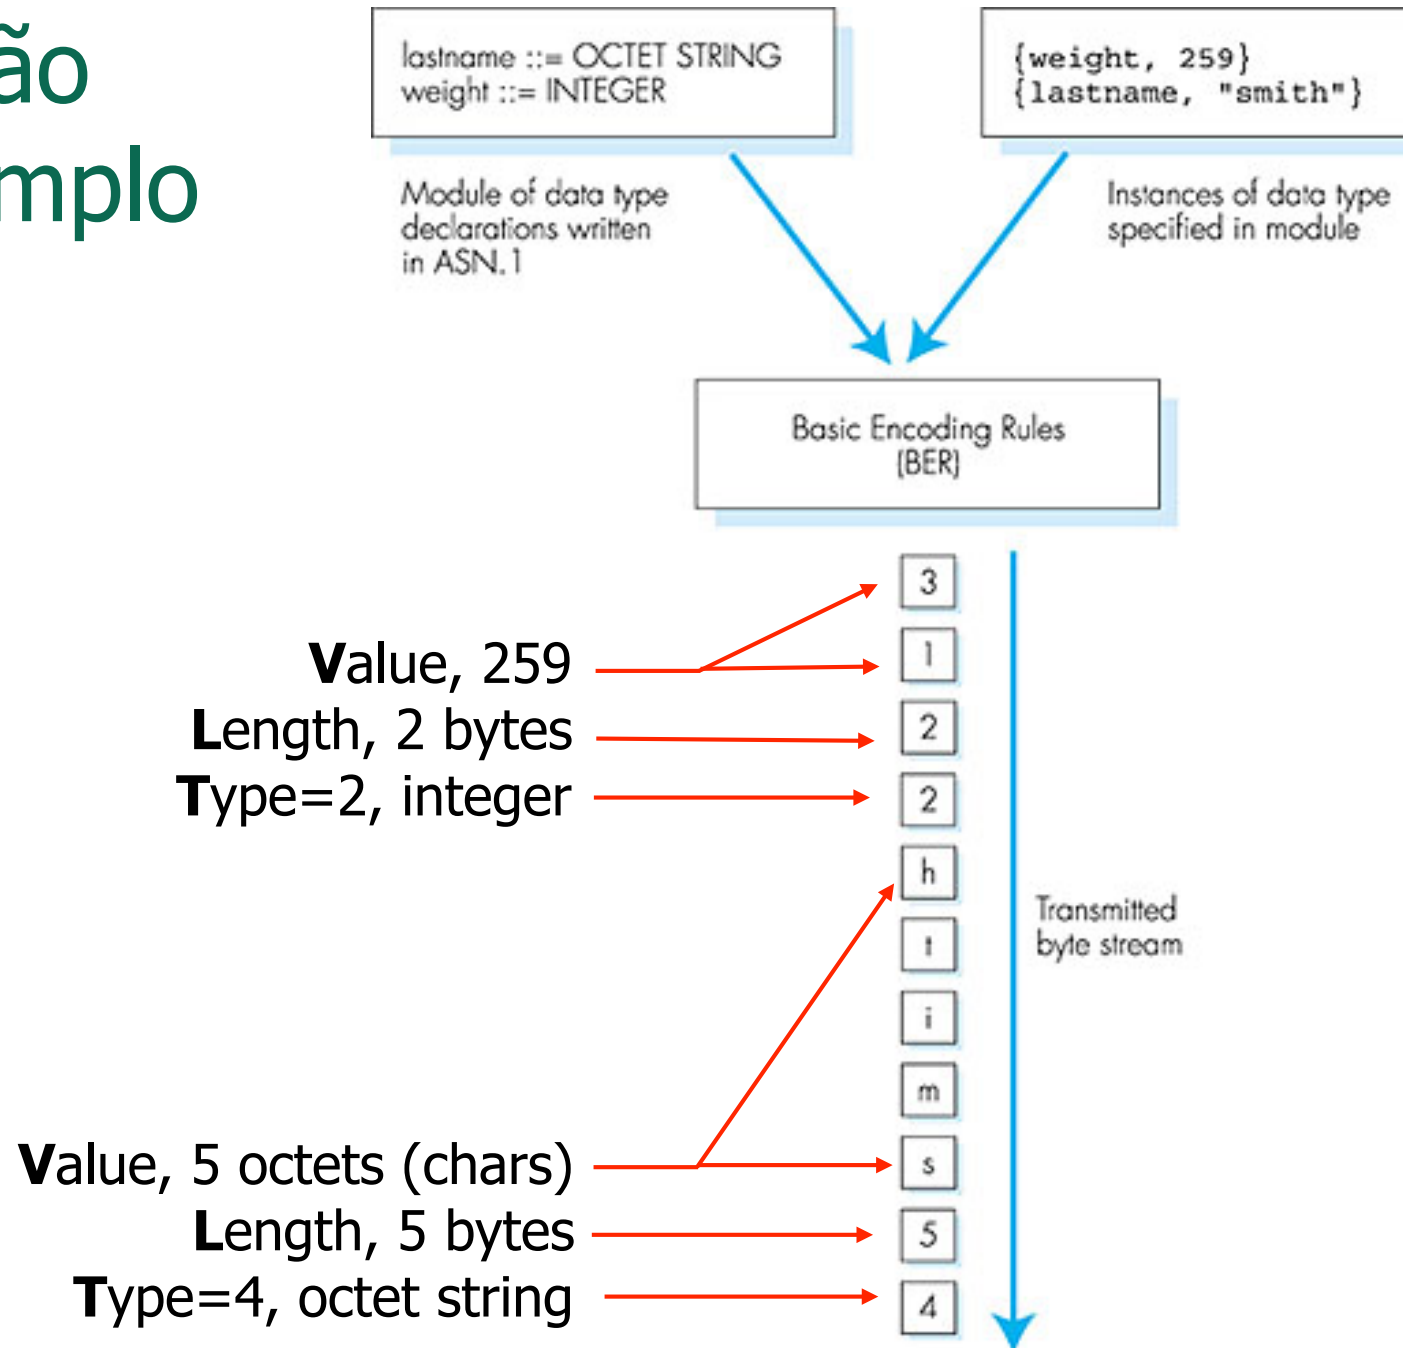 ão
mplo
lastname ::= OCTET STRING
weight ::= INTEGER
{weight, 259}
{lastname, "smith"}
Module of data type
declarations written
in ASN.1
Instances of data type
specified in module
Basic Encoding Rules
(BER)
3
1
2
2
h
t
i
m
s
5
4
Value, 259
Length, 2 bytes
Type=2, integer
Transmitted
byte stream
Value, 5 octets (chars)
Length, 5 bytes
Type=4, octet string